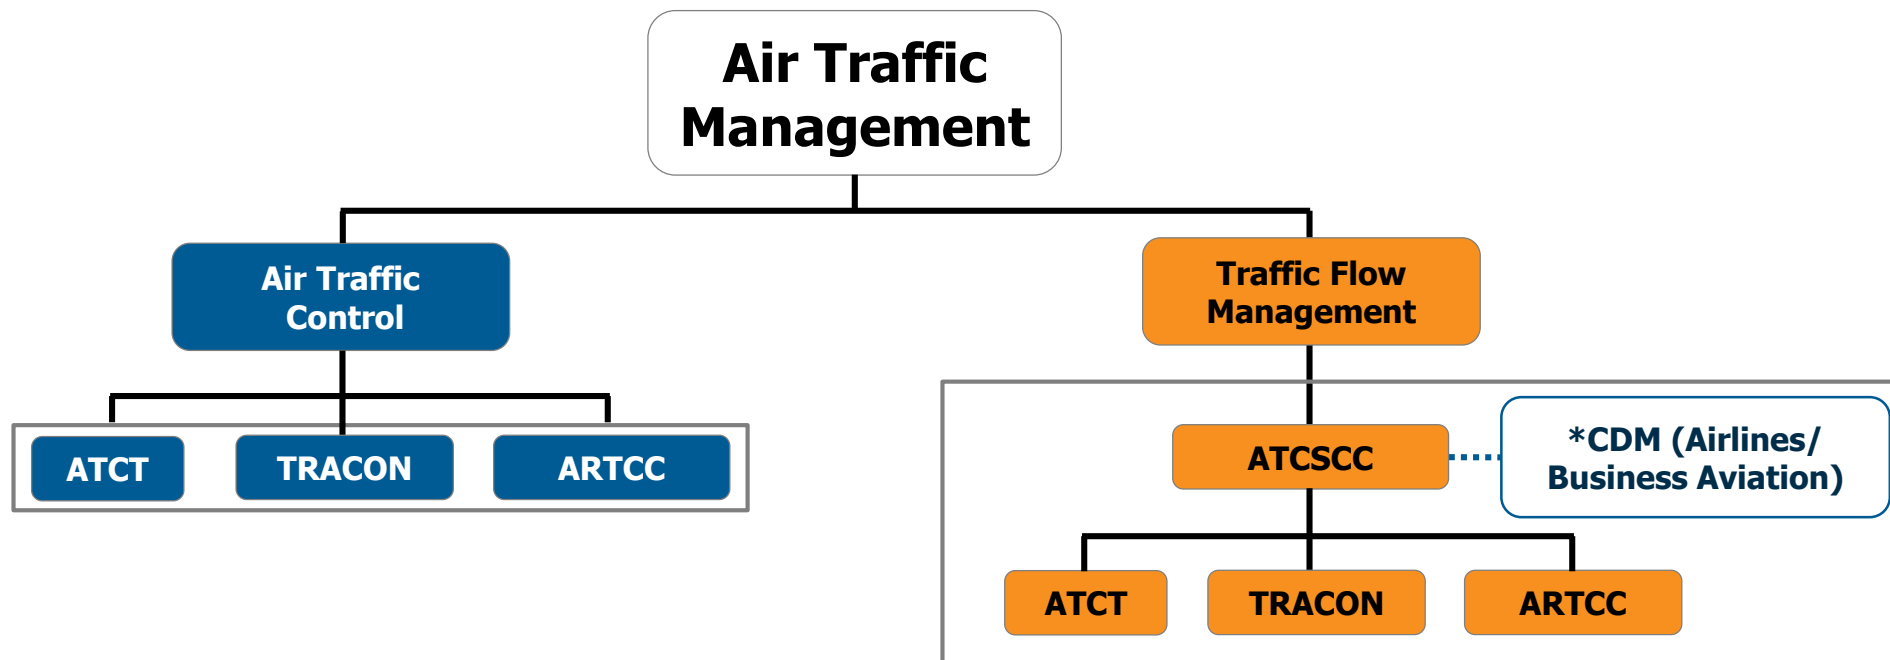 Air Traffic
Management
Air Traffic
Control
Traffic Flow
Management
ATCT
TRACON
ARTCC
ATCSCC
*CDM (Airlines/
Business Aviation)
ATCT
TRACON
ARTCC